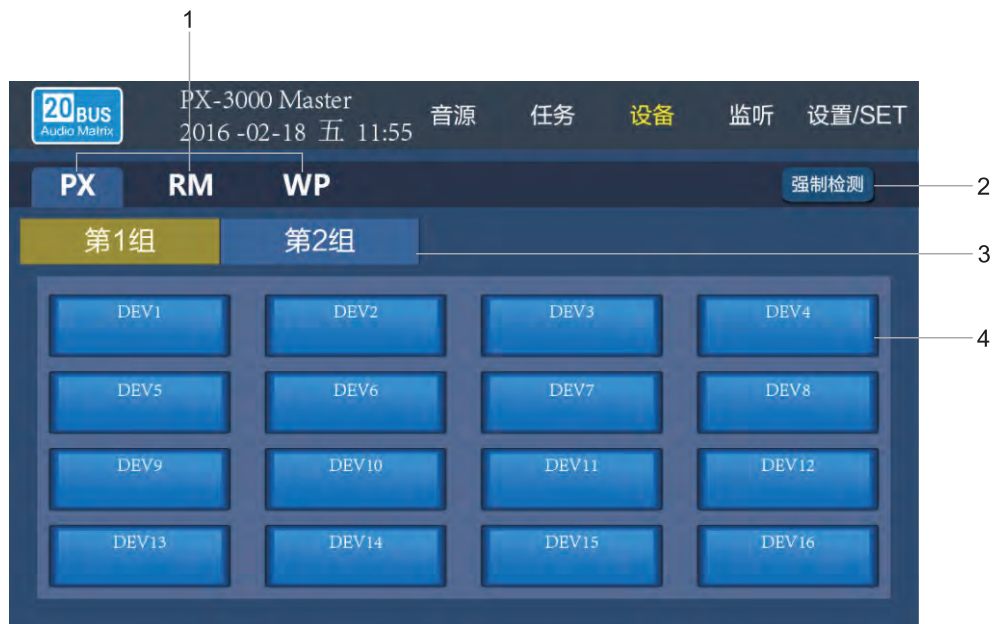 1
20 BUS
Audio Matrix
PX-3000 Master
2016 -02-18 五 11:55
音源 任务 设备 监听 设置/SET
PX RM WP 强制检测 2
第1组 第2组 3
DEV1 DEV2 DEV3 DEV4 4
DEV5 DEV6 DEV7 DEV8
DEV9 DEV10 DEV11 DEV12
DEV13 DEV14 DEV15 DEV16